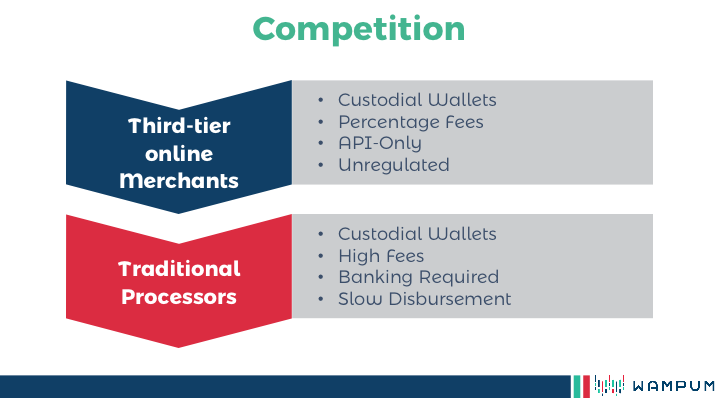 Competition
Third-tier
online
Merchants
• Custodial Wallets
• Percentage Fees
• API-Only
• Unregulated
Traditional
Processors
• Custodial Wallets
• High Fees
• Banking Required
• Slow Disbursement
WAMPUM